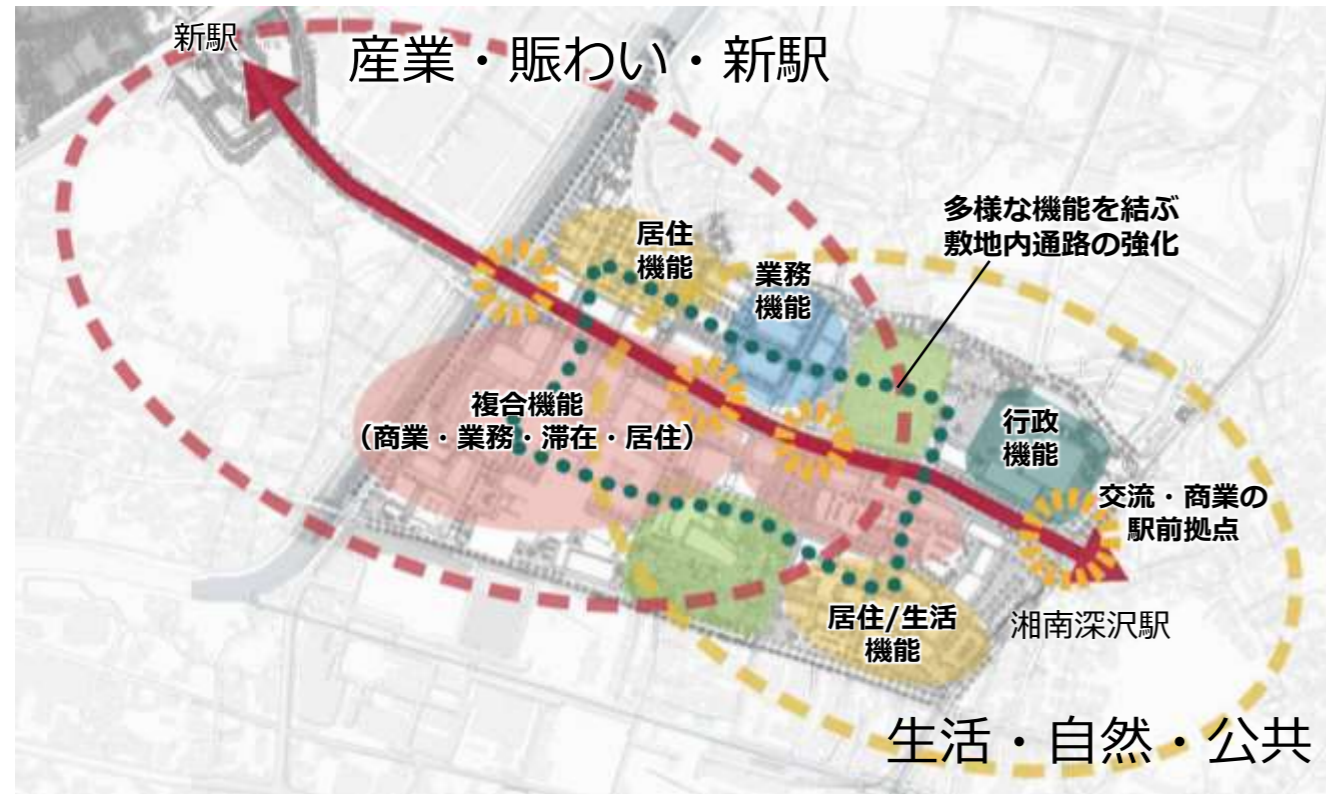 新駅
産業・賑わい・新駅
多様な機能を結ぶ
敷地内通路の強化
居住
機能
業務
機能
複合機能
（商業・業務・滞在・居住）
行政
機能
交流・商業の
駅前拠点
居住/生活
機能
湘南深沢駅
生活・自然・公共